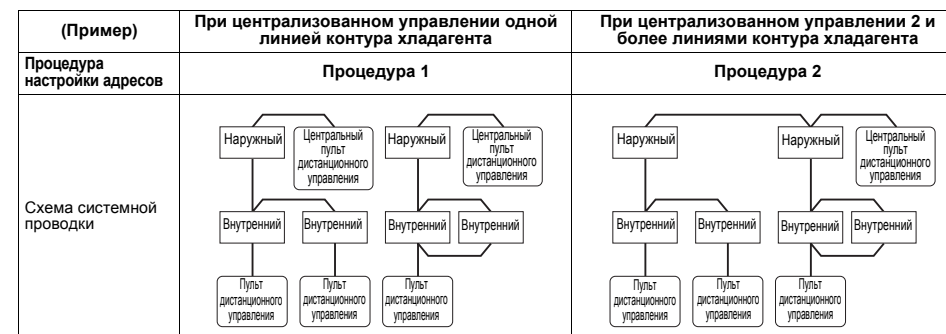 (Пример)
При централизованном управлении одной
линией контура хладагента
При централизованном управлении 2 и
более линиями контура хладагента
Процедура
настройки адресов
Процедура 1
Процедура 2
Схема системной
проводки
Наружный
Центральный
пульт
дистанционного
управления
Наружный
Центральный
пульт
дистанционного
управления
Внутренний
Внутренний
Внутренний
Внутренний
Пульт
дистанционного
управления
Пульт
дистанционного
управления
Пульт
дистанционного
управления
Наружный
Наружный
Центральный
пульт
дистанционного
управления
Внутренний
Внутренний
Внутренний
Внутренний
Пульт
дистанционного
управления
Пульт
дистанционного
управления
Пульт
дистанционного
управления